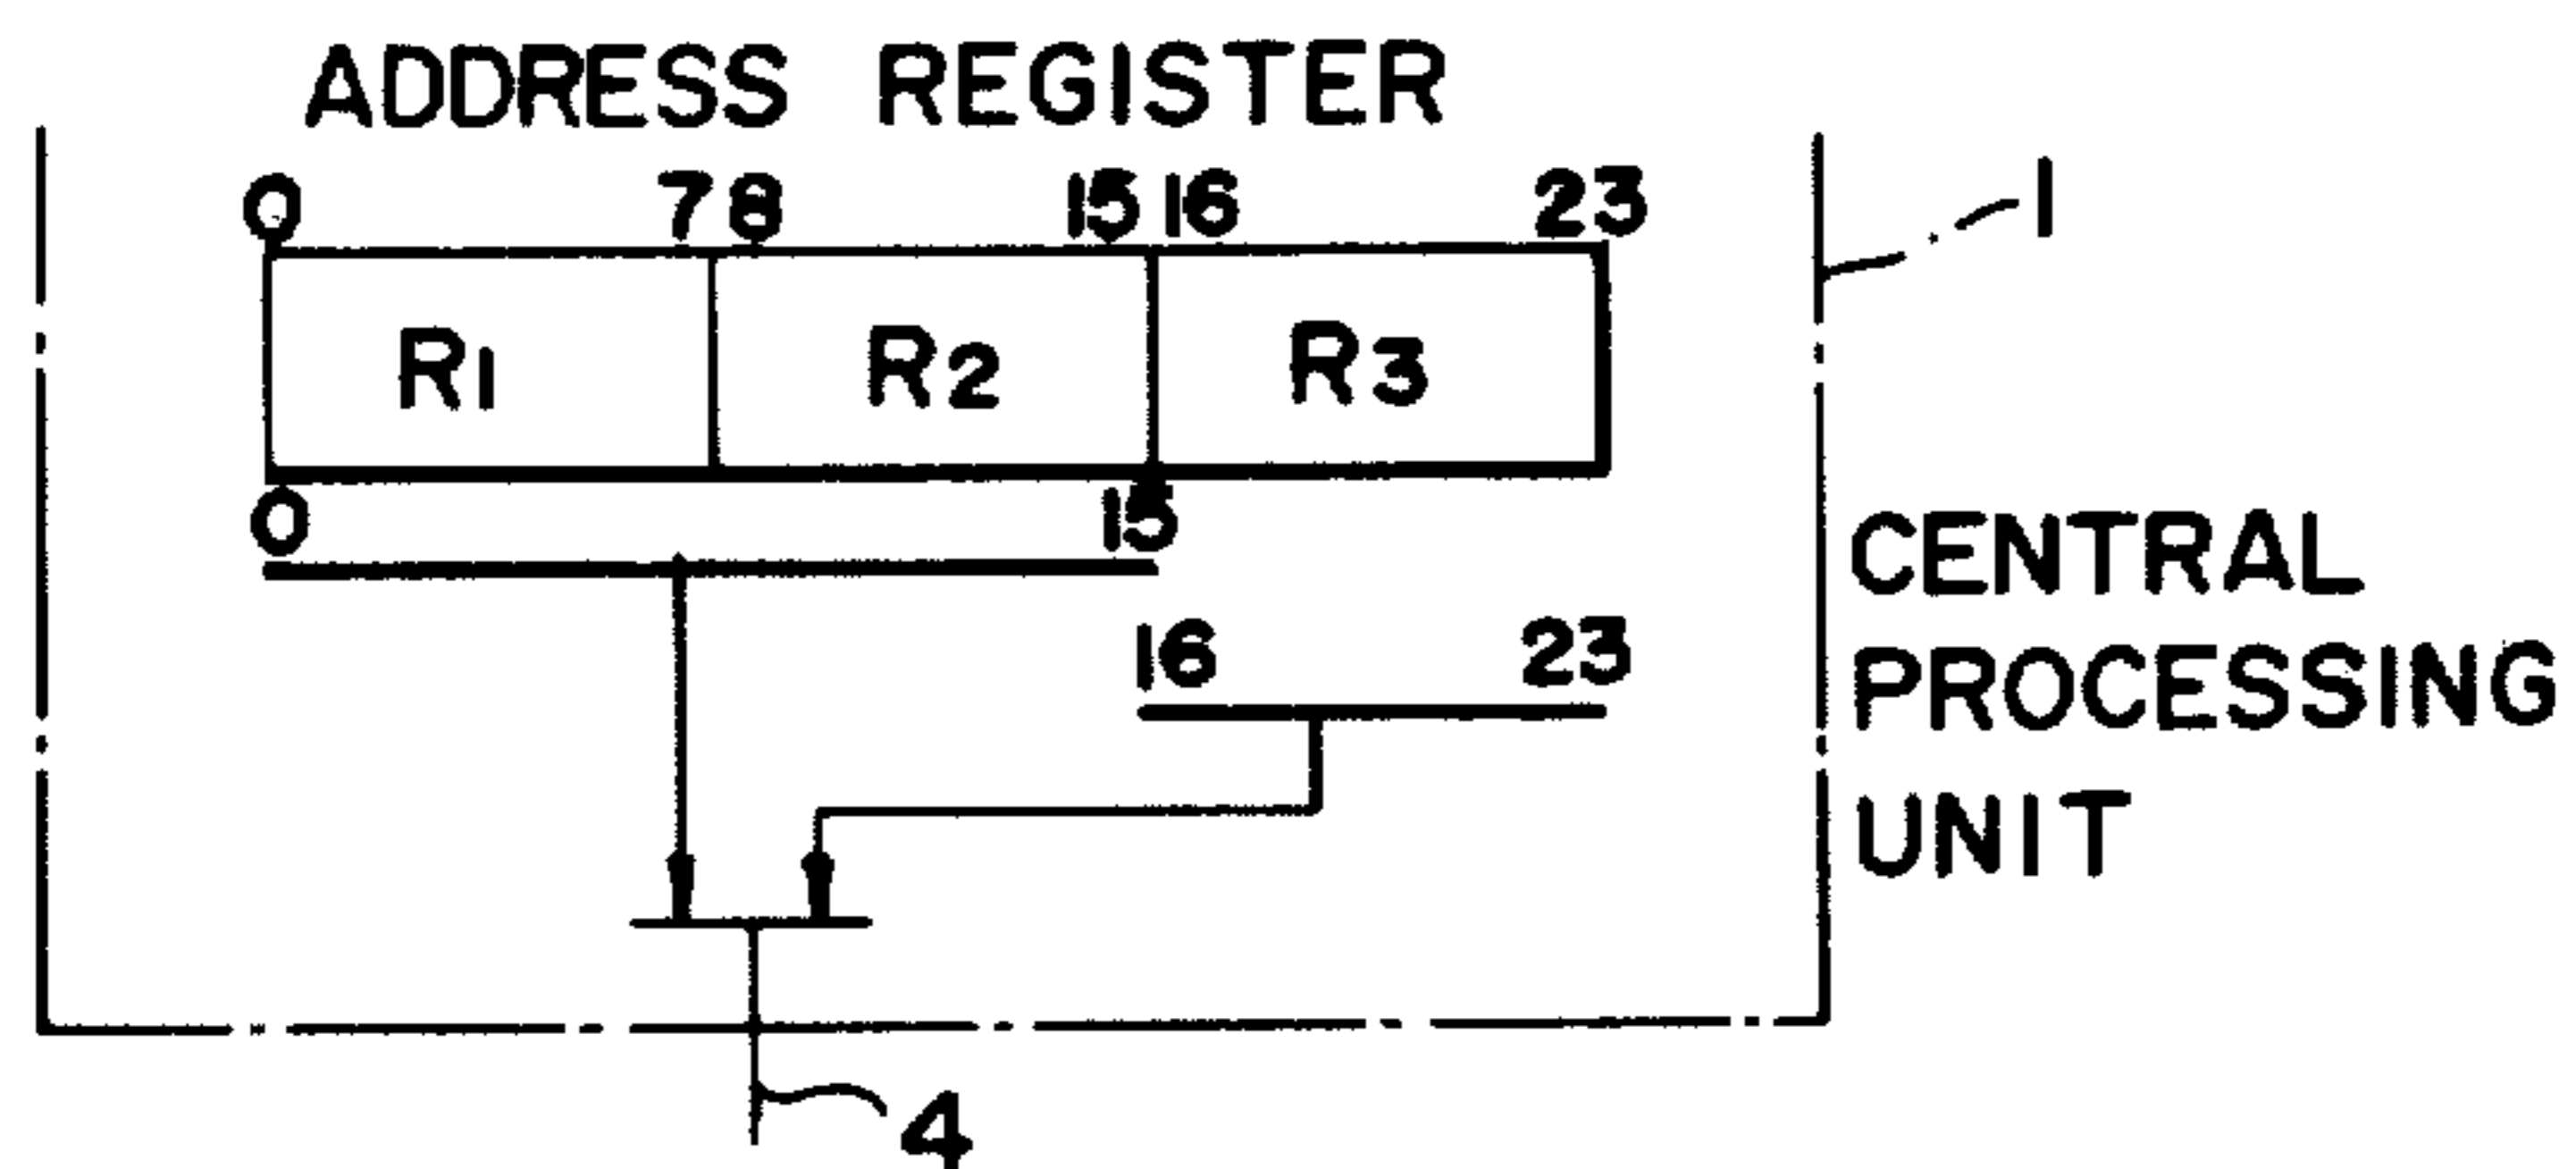 ADDRESS REGISTER
0 7 8 15 16 23
1
R1 R2 R3
0 15
16 23
CENTRAL
PROCESSING
UNIT
4